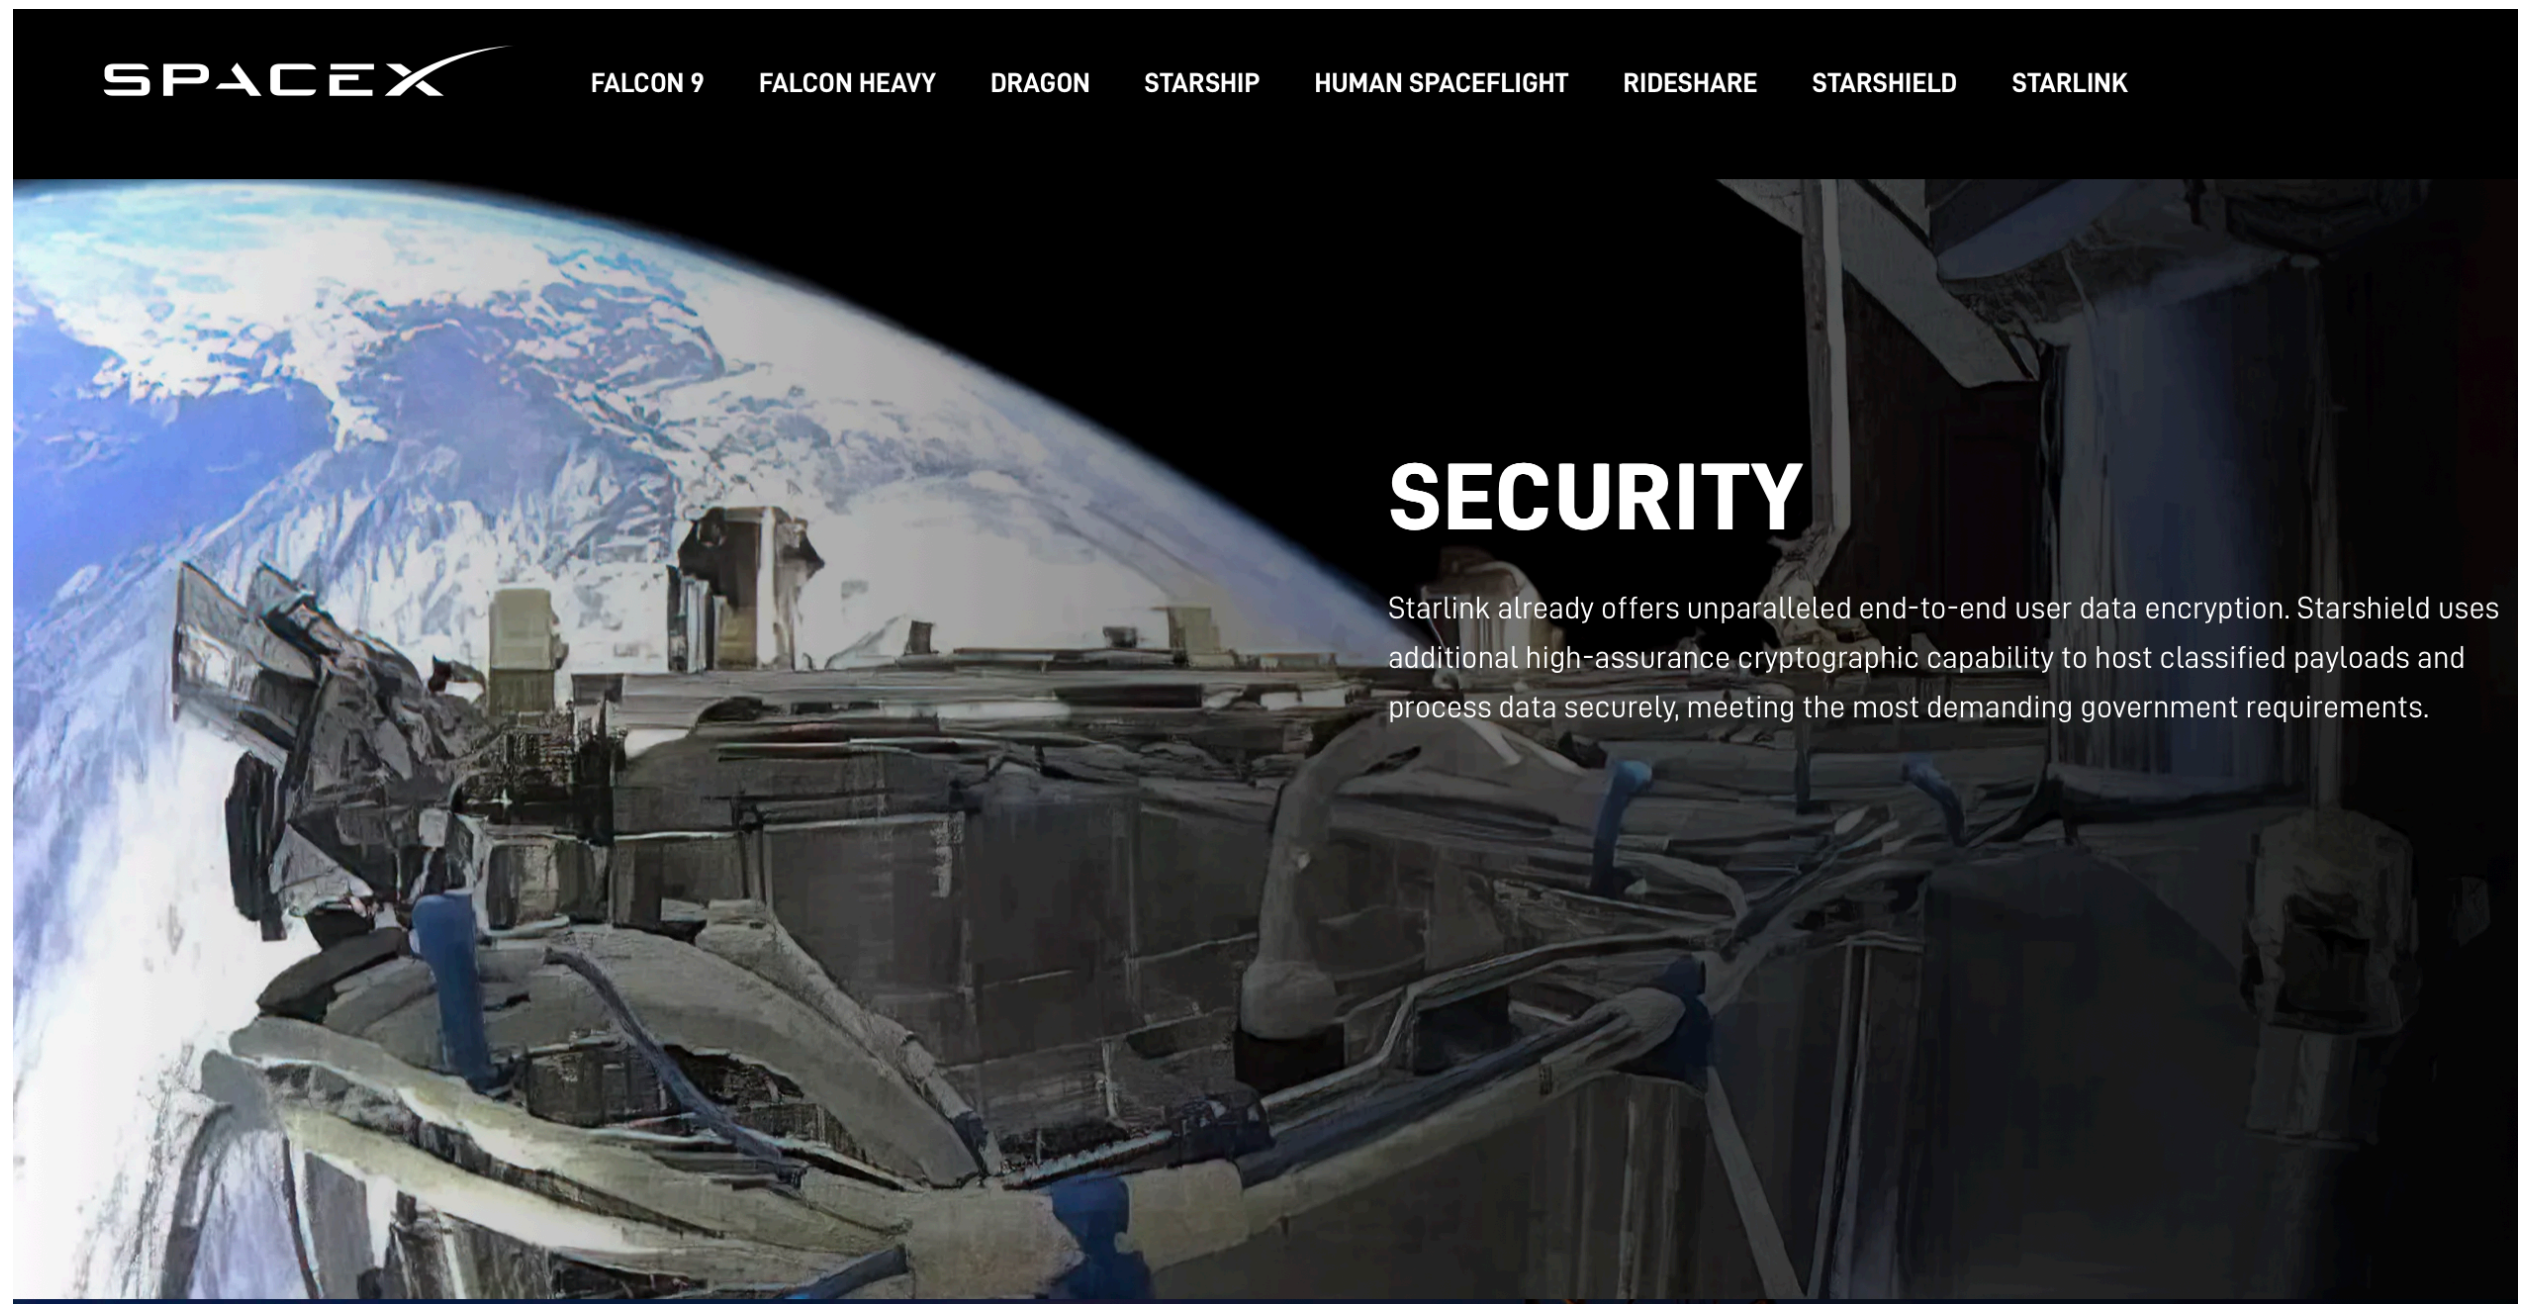 SPACEX FALCON 9 FALCON HEAVY DRAGON STARSHIP HUMAN SPACEFLIGHT RIDESHARE STARSHIELD STARLINK
SECURITY
Starlink already offers unparalleled end-to-end user data encryption. Starshield uses
additional high-assurance cryptographic capability to host classified payloads and
process data securely, meeting the most demanding government requirements.